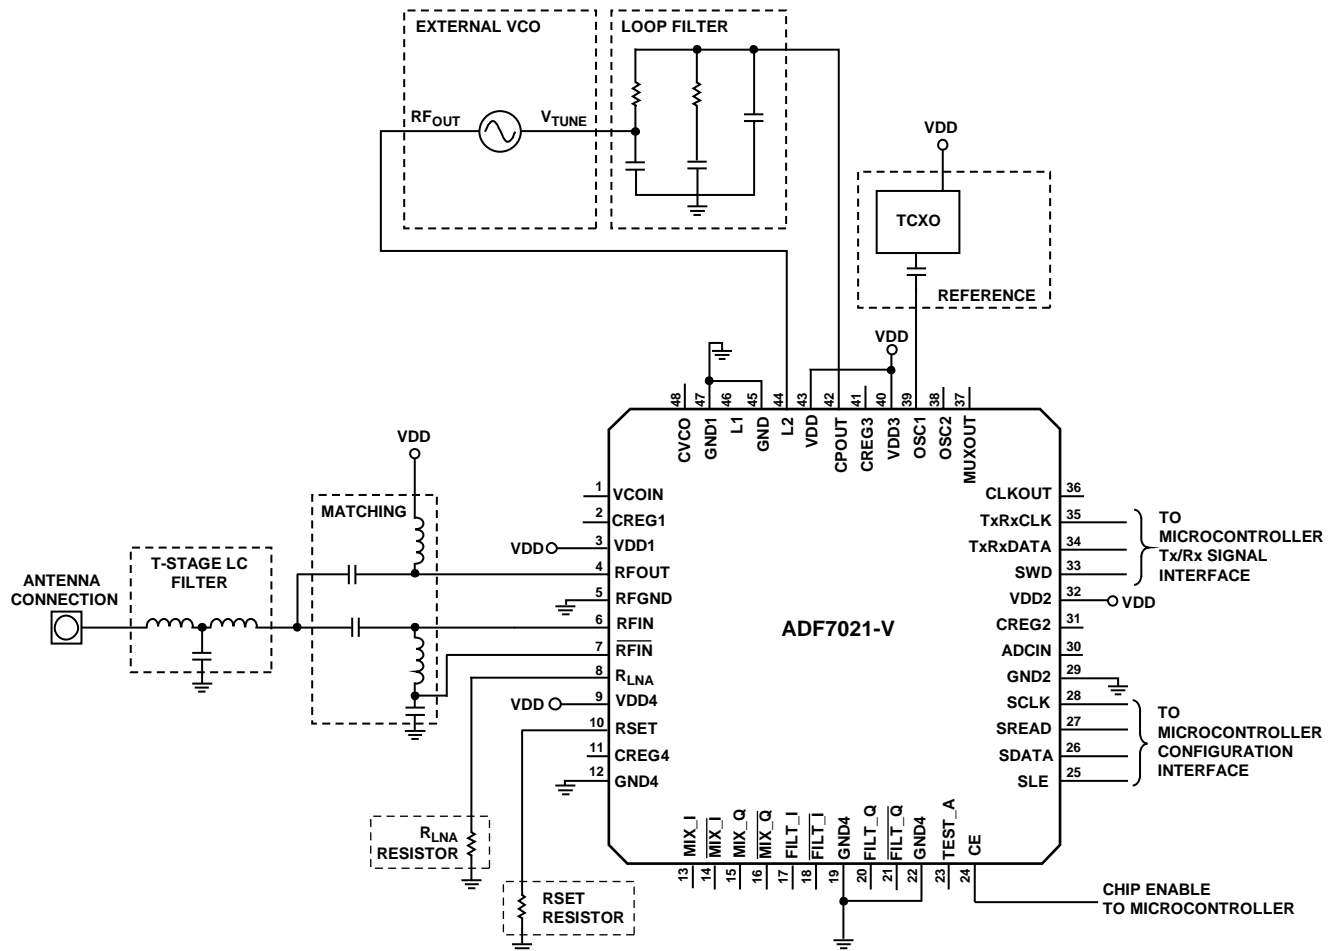 EXTERNAL VCO
LOOP FILTER
RFOUT
VTUNE
VDD
TCXO
REFERENCE
VDD
48
47
46
45
44
43
42
41
40
39
38
37
CVCO
GND1
L1
GND
L2
VDD
CPOUT
CREG3
VDD3
OSC1
OSC2
MUXOUT
VDD
MATCHING
T-STAGE LC
FILTER
ANTENNA
CONNECTION
1 VCOIN
2 CREG1
VDD 3 VDD1
4 RFOUT
5 RFGND
6 RFIN
7 R̅F̅I̅N̅
8 RLNA
VDD 9 VDD4
10 RSET
11 CREG4
12 GND4
ADF7021-V
CLKOUT 36
TxRxCLK 35
TxRxDATA 34
SWD 33
VDD2 32 VDD
CREG2 31
ADCIN 30
GND2 29
SCLK 28
SREAD 27
SDATA 26
SLE 25
TO
MICROCONTROLLER
Tx/Rx SIGNAL
INTERFACE
TO
MICROCONTROLLER
CONFIGURATION
INTERFACE
MIX_I
M̅I̅X̅_̅I̅
MIX_Q
M̅I̅X̅_̅Q̅
FILT_I
F̅I̅L̅T̅_̅I̅
GND4
FILT_Q
F̅I̅L̅T̅_̅Q̅
GND4
TEST_A
CE
13
14
15
16
17
18
19
20
21
22
23
24
RLNA
RESISTOR
RSET
RESISTOR
CHIP ENABLE
TO MICROCONTROLLER